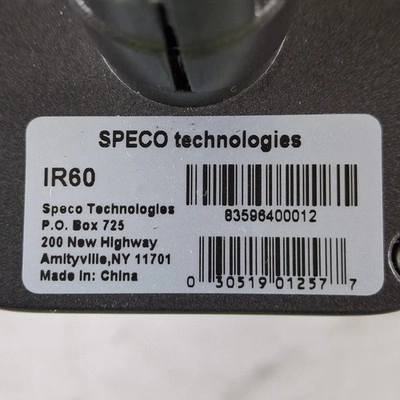 SPECO technologies
IR60
83596400012
Speco Technologies
P.O. Box 725
200 New Highway
Amityville,NY 11701
Made in: China
0 30519 01257 7